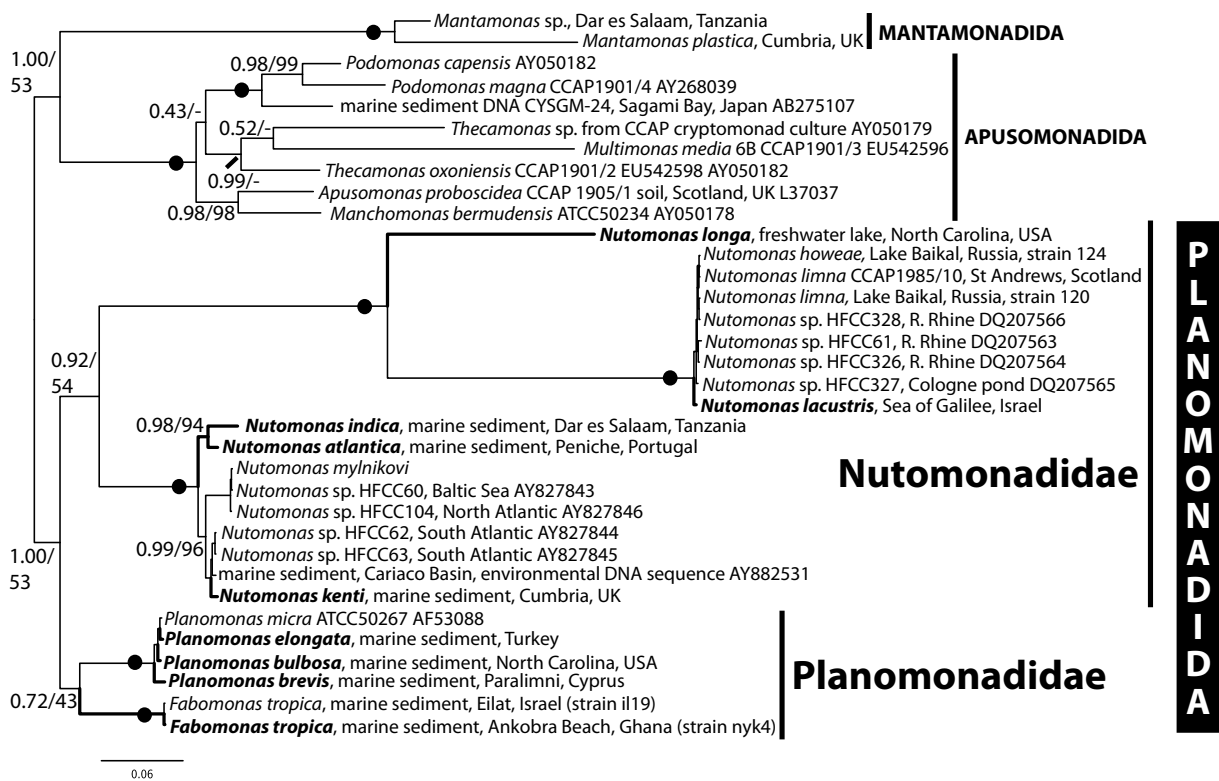 Mantamonas sp., Dar es Salaam, Tanzania
Mantamonas plastica, Cumbria, UK
MANTAMONADIDA
1.00/
53
0.98/99
Podomonas capensis AY050182
Podomonas magna CCAP1901/4 AY268039
marine sediment DNA CYSGM-24, Sagami Bay, Japan AB275107
0.43/-
0.52/-
Thecamonas sp. from CCAP cryptomonad culture AY050179
Multimonas media 6B CCAP1901/3 EU542596
APUSOMONADIDA
Thecamonas oxoniensis CCAP1901/2 EU542598 AY050182
0.99/-
Apusomonas proboscidea CCAP 1905/1 soil, Scotland, UK L37037
0.98/98
Manchomonas bermudensis ATCC50234 AY050178
Nutomonas longa, freshwater lake, North Carolina, USA
Nutomonas howeae, Lake Baikal, Russia, strain 124
Nutomonas limna CCAP1985/10, St Andrews, Scotland
Nutomonas limna, Lake Baikal, Russia, strain 120
Nutomonas sp. HFCC328, R. Rhine DQ207566
Nutomonas sp. HFCC61, R. Rhine DQ207563
Nutomonas sp. HFCC326, R. Rhine DQ207564
Nutomonas sp. HFCC327, Cologne pond DQ207565
Nutomonas lacustris, Sea of Galilee, Israel
0.92/
54
0.98/94
Nutomonas indica, marine sediment, Dar es Salaam, Tanzania
Nutomonas atlantica, marine sediment, Peniche, Portugal
Nutomonas mylnikovi
Nutomonas sp. HFCC60, Baltic Sea AY827843
Nutomonas sp. HFCC104, North Atlantic AY827846
Nutomonadidae
Nutomonas sp. HFCC62, South Atlantic AY827844
0.99/96
Nutomonas sp. HFCC63, South Atlantic AY827845
marine sediment, Cariaco Basin, environmental DNA sequence AY882531
Nutomonas kenti, marine sediment, Cumbria, UK
1.00/
53
Planomonas micra ATCC50267 AF53088
Planomonas elongata, marine sediment, Turkey
Planomonas bulbosa, marine sediment, North Carolina, USA
Planomonas brevis, marine sediment, Paralimni, Cyprus
Planomonadidae
0.72/43
Fabomonas tropica, marine sediment, Eilat, Israel (strain il19)
Fabomonas tropica, marine sediment, Ankobra Beach, Ghana (strain nyk4)
PLANOMONADIDA
0.06